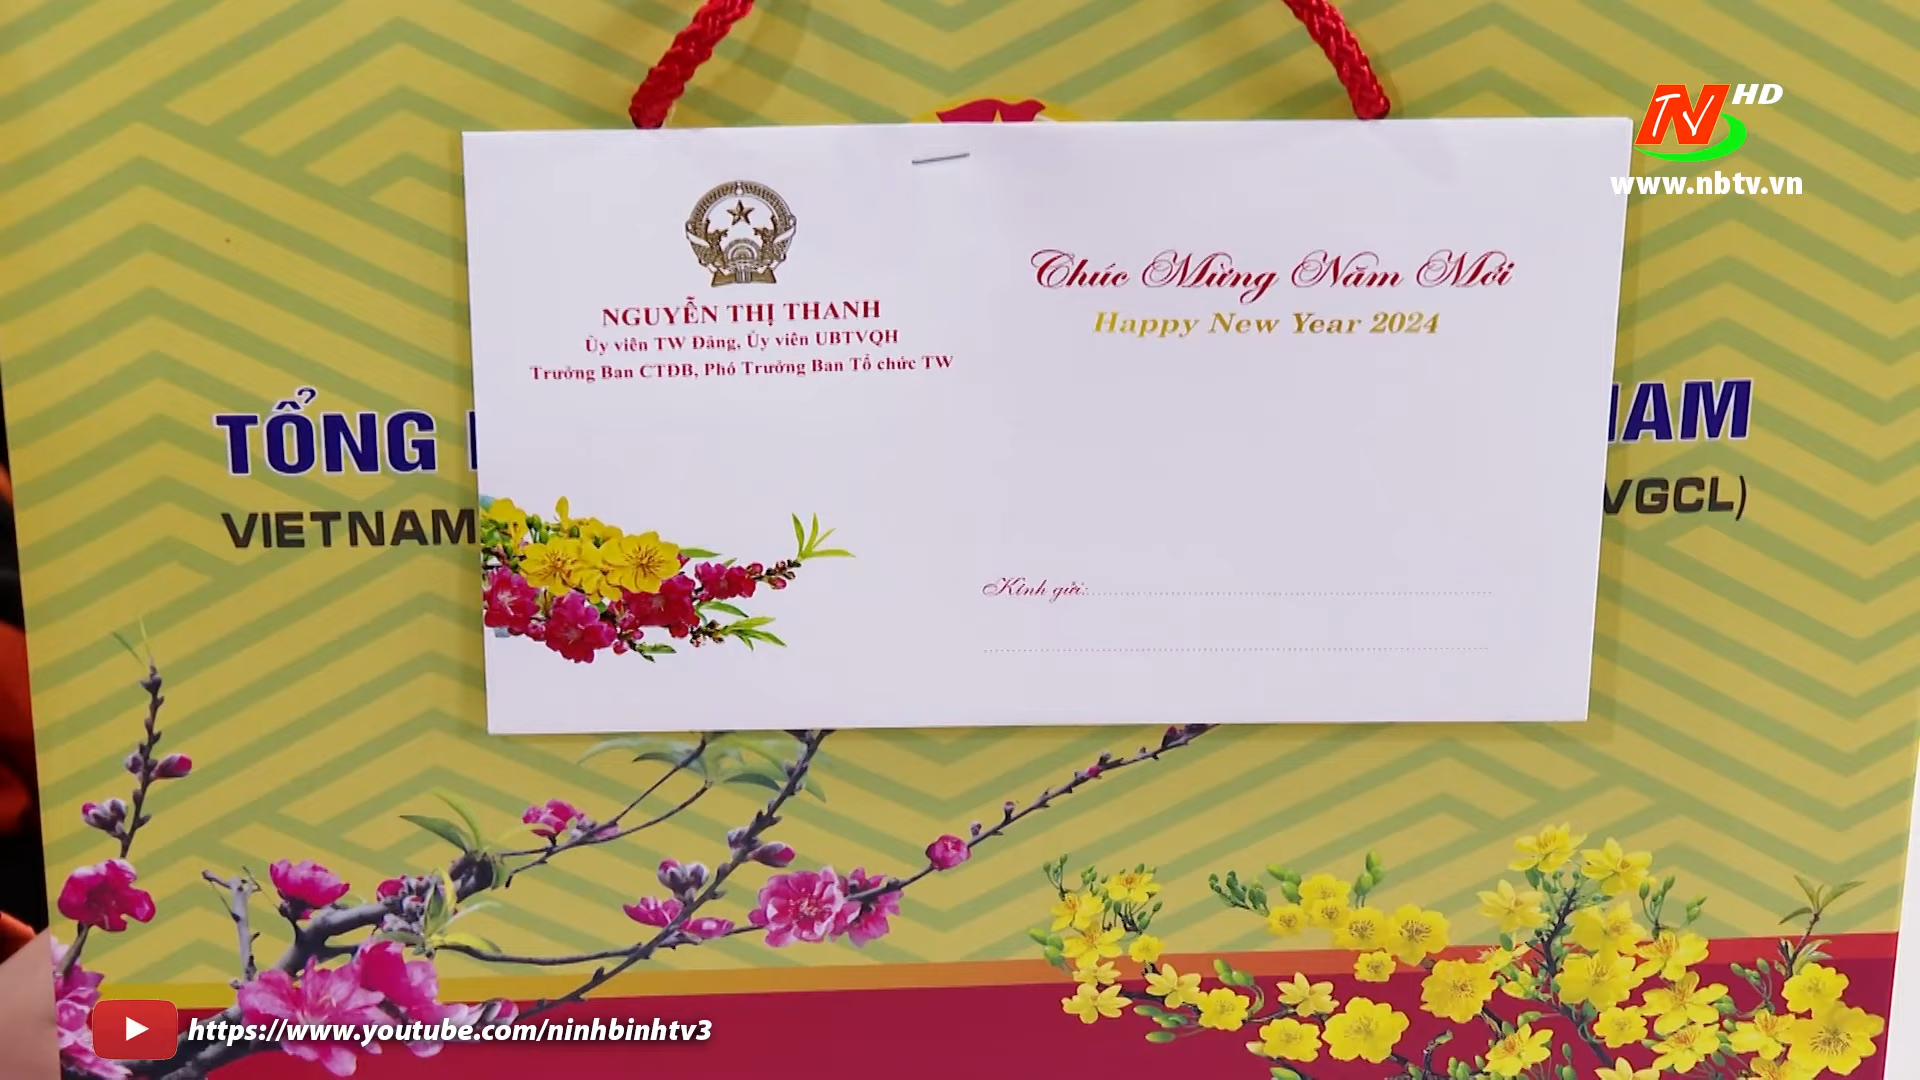 HD
www.nbtv.vn
NGUYỄN THỊ THANH
Ủy viên TW Đảng, Ủy viên UBTVQH
Trưởng Ban CTĐB, Phó Trưởng Ban Tổ chức TW
Chúc Mừng Năm Mới
Happy New Year 2024
TỔNG
VIETNAM
VGCL)
Kính gửi:
https://www.youtube.com/ninhbinhtv3